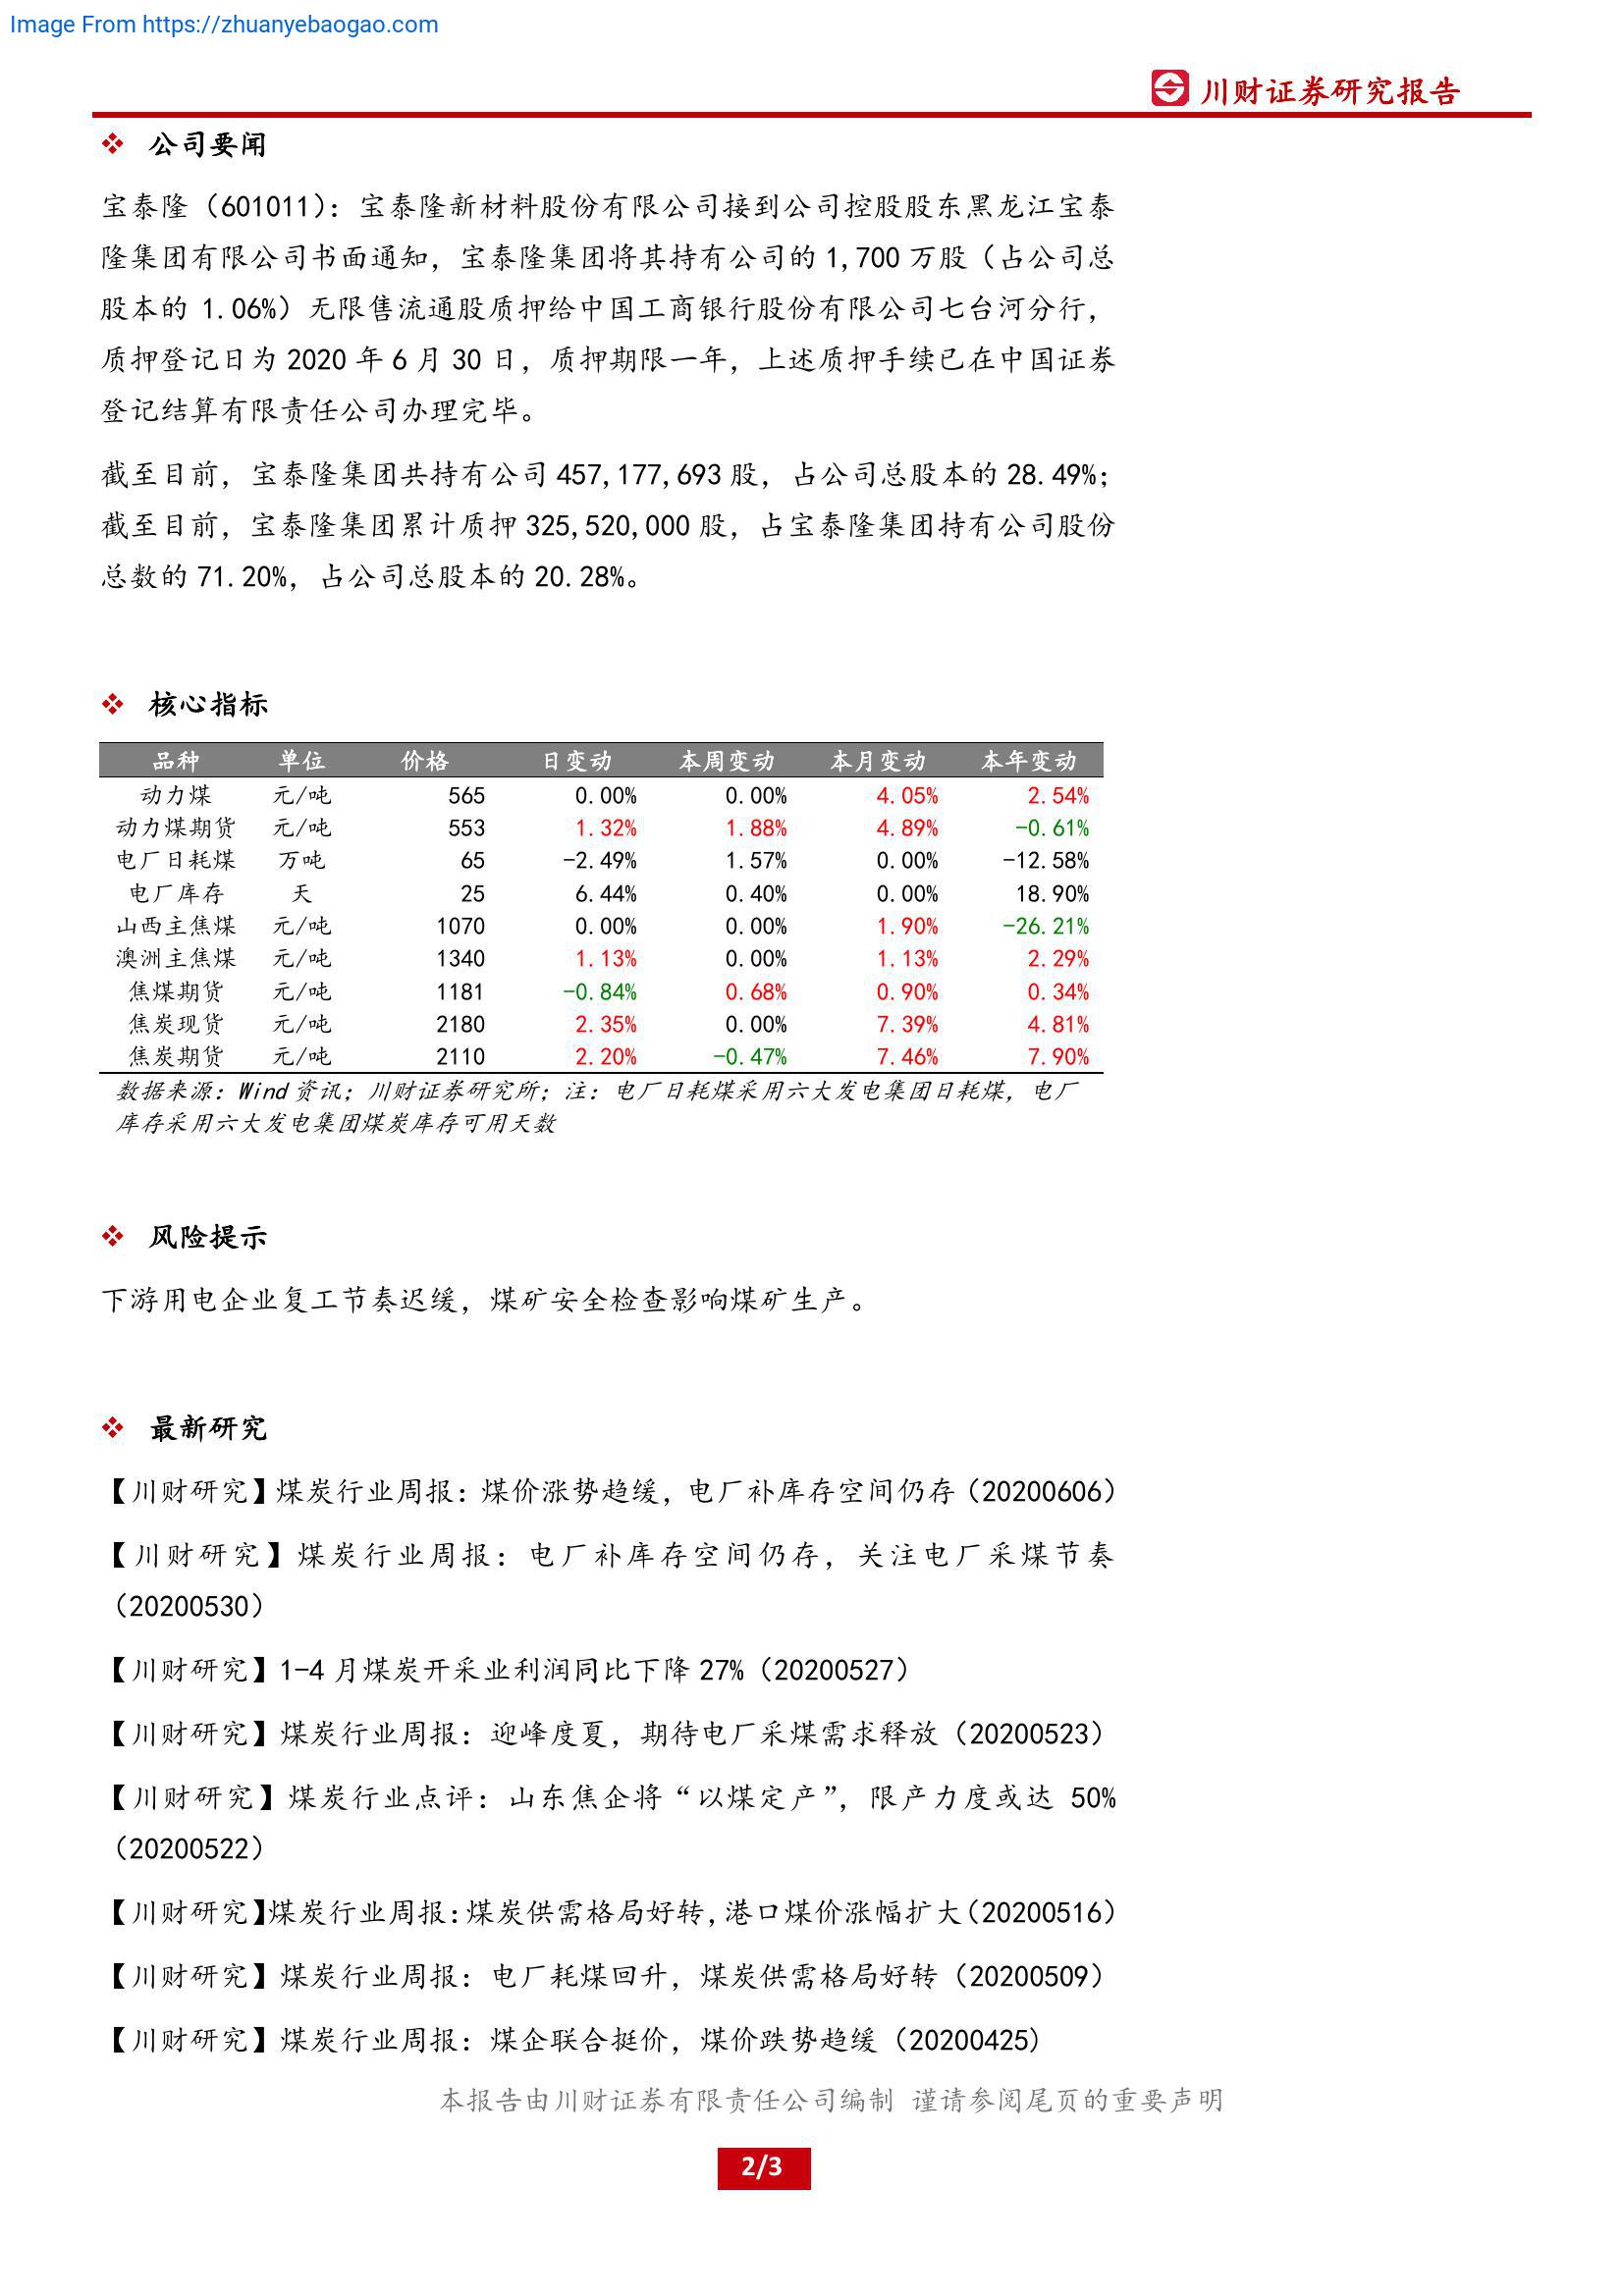 Image From https://zhuanyebaogao.com
川财证券研究报告
公司要闻
宝泰隆（601011）：宝泰隆新材料股份有限公司接到公司控股股东黑龙江宝泰
隆集团有限公司书面通知，宝泰隆集团将其持有公司的 1,700 万股（占公司总
股本的 1.06%）无限售流通股质押给中国工商银行股份有限公司七台河分行，
质押登记日为 2020 年 6 月 30 日，质押期限一年，上述质押手续已在中国证券
登记结算有限责任公司办理完毕。
截至目前，宝泰隆集团共持有公司 457,177,693 股，占公司总股本的 28.49%；
截至目前，宝泰隆集团累计质押 325,520,000 股，占宝泰隆集团持有公司股份
总数的 71.20%，占公司总股本的 20.28%。
核心指标
品种 单位 价格 日变动 本周变动 本月变动 本年变动
动力煤 元/吨 565 0.00% 0.00% 4.05% 2.54%
动力煤期货 元/吨 553 1.32% 1.88% 4.89% -0.61%
电厂日耗煤 万吨 65 -2.49% 1.57% 0.00% -12.58%
电厂库存 天 25 6.44% 0.40% 0.00% 18.90%
山西主焦煤 元/吨 1070 0.00% 0.00% 1.90% -26.21%
澳洲主焦煤 元/吨 1340 1.13% 0.00% 1.13% 2.29%
焦煤期货 元/吨 1181 -0.84% 0.68% 0.90% 0.34%
焦炭现货 元/吨 2180 2.35% 0.00% 7.39% 4.81%
焦炭期货 元/吨 2110 2.20% -0.47% 7.46% 7.90%
数据来源：Wind 资讯；川财证券研究所；注：电厂日耗煤采用六大发电集团日耗煤，电厂
库存采用六大发电集团煤炭库存可用天数
风险提示
下游用电企业复工节奏迟缓，煤矿安全检查影响煤矿生产。
最新研究
【川财研究】煤炭行业周报：煤价涨势趋缓，电厂补库存空间仍存（20200606）
【川财研究】煤炭行业周报：电厂补库存空间仍存，关注电厂采煤节奏
（20200530）
【川财研究】1-4 月煤炭开采业利润同比下降 27%（20200527）
【川财研究】煤炭行业周报：迎峰度夏，期待电厂采煤需求释放（20200523）
【川财研究】煤炭行业点评：山东焦企将“以煤定产”，限产力度或达 50%
（20200522）
【川财研究】煤炭行业周报：煤炭供需格局好转，港口煤价涨幅扩大（20200516）
【川财研究】煤炭行业周报：电厂耗煤回升，煤炭供需格局好转（20200509）
【川财研究】煤炭行业周报：煤企联合挺价，煤价跌势趋缓（20200425）
本报告由川财证券有限责任公司编制 谨请参阅尾页的重要声明
2/3